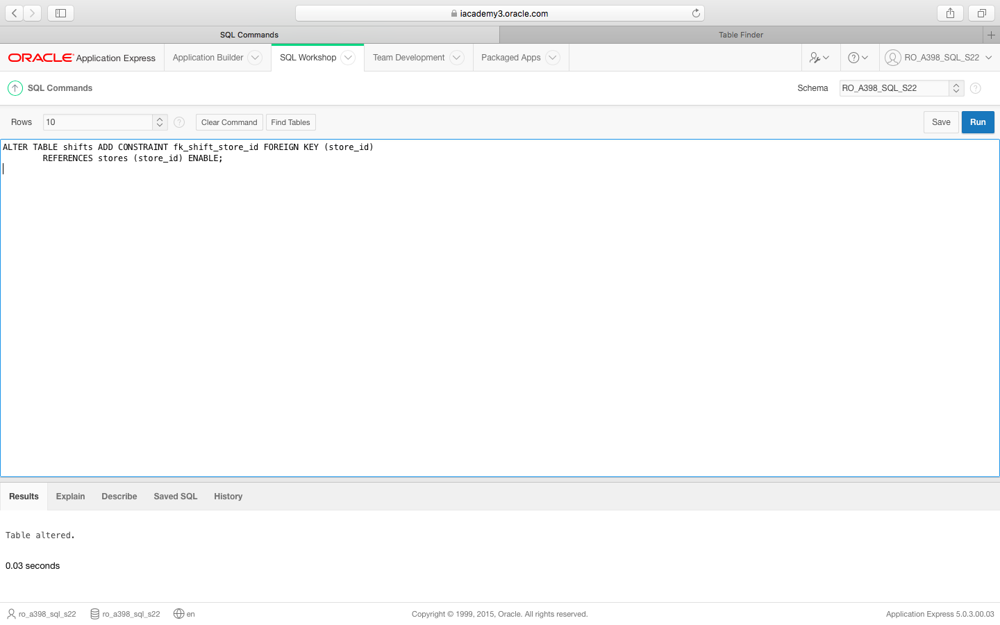 iacademy3.oracle.com
SQL Commands
Table Finder
ORACLE Application Express
Application Builder
SQL Workshop
Team Development
Packaged Apps
RO_A398_SQL_S22
SQL Commands
Schema
RO_A398_SQL_S22
Rows
10
Clear Command
Find Tables
Save
Run
ALTER TABLE shifts ADD CONSTRAINT fk_shift_store_id FOREIGN KEY (store_id)
REFERENCES stores (store_id) ENABLE;
Results
Explain
Describe
Saved SQL
History
Table altered.
0.03 seconds
ro_a398_sql_s22
ro_a398_sql_s22
en
Copyright © 1999, 2015, Oracle. All rights reserved.
Application Express 5.0.3.00.03